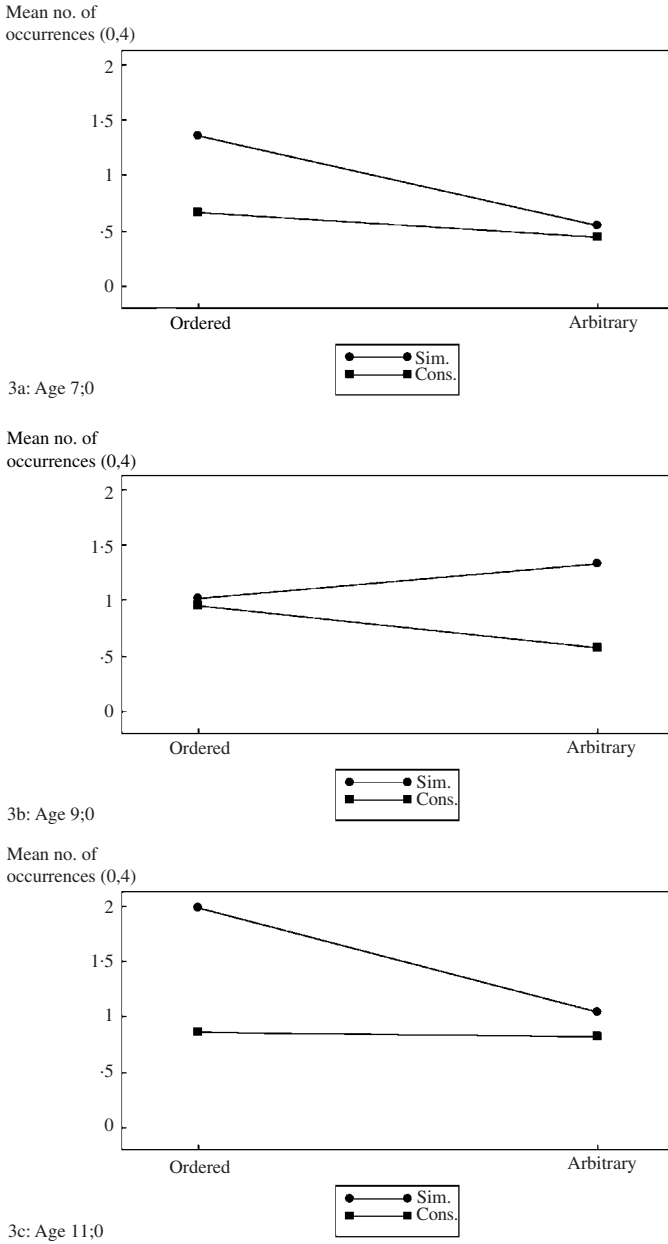 Mean no. of
occurrences (0,4)
2
1·5
1
·5
0
Ordered Arbitrary
Sim.
Cons.
3a: Age 7;0
Mean no. of
occurrences (0,4)
2
1·5
1
·5
0
Ordered Arbitrary
Sim.
Cons.
3b: Age 9;0
Mean no. of
occurrences (0,4)
2
1·5
1
·5
0
Ordered Arbitrary
Sim.
Cons.
3c: Age 11;0